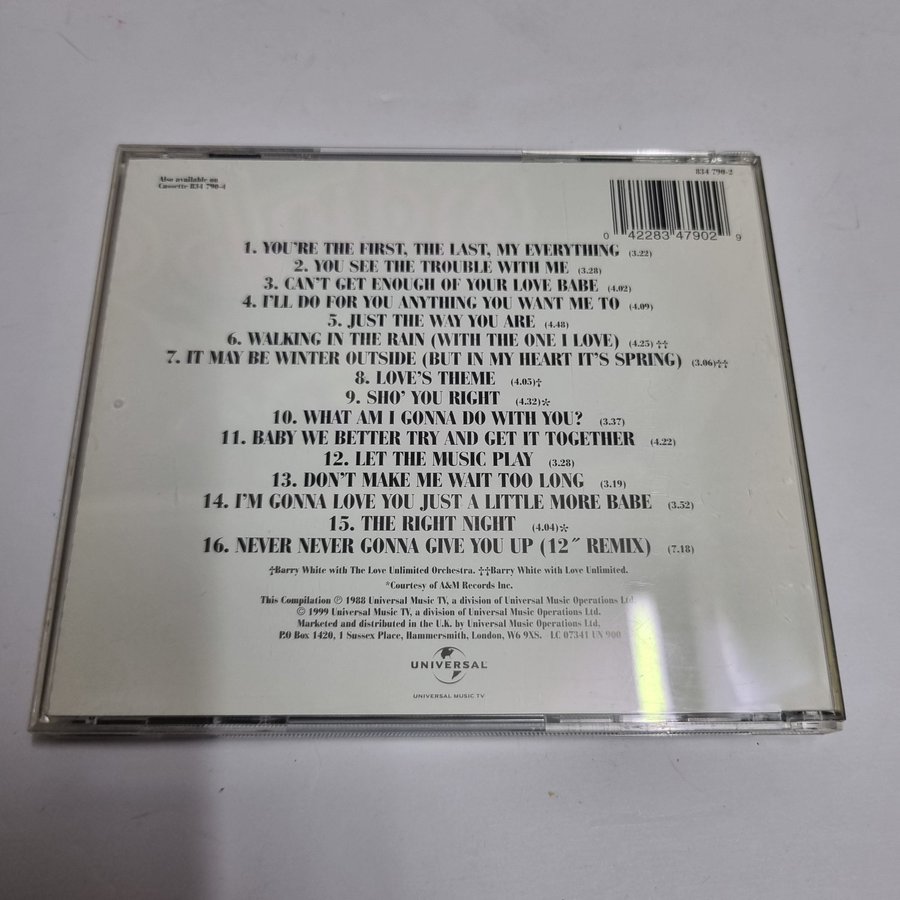 Also available on
Cassette 834 790-4
834 790-2
0 42283 47902 9
1. YOU'RE THE FIRST, THE LAST, MY EVERYTHING (3.22)
2. YOU SEE THE TROUBLE WITH ME (3.28)
3. CAN'T GET ENOUGH OF YOUR LOVE BABE (4.02)
4. I'LL DO FOR YOU ANYTHING YOU WANT ME TO (4.09)
5. JUST THE WAY YOU ARE (4.48)
6. WALKING IN THE RAIN (WITH THE ONE I LOVE) (4.25) ††
7. IT MAY BE WINTER OUTSIDE (BUT IN MY HEART IT'S SPRING) (3.06)††
8. LOVE'S THEME (4.05)†
9. SHO' YOU RIGHT (4.32)*
10. WHAT AM I GONNA DO WITH YOU? (3.37)
11. BABY WE BETTER TRY AND GET IT TOGETHER (4.22)
12. LET THE MUSIC PLAY (3.28)
13. DON'T MAKE ME WAIT TOO LONG (3.19)
14. I'M GONNA LOVE YOU JUST A LITTLE MORE BABE (3.52)
15. THE RIGHT NIGHT (4.04)*
16. NEVER NEVER GONNA GIVE YOU UP (12″ REMIX) (7.18)
†Barry White with The Love Unlimited Orchestra. ††Barry White with Love Unlimited.
*Courtesy of A&M Records Inc.
This Compilation ℗ 1988 Universal Music TV, a division of Universal Music Operations Ltd.
© 1999 Universal Music TV, a division of Universal Music Operations Ltd.
Marketed and distributed in the U.K. by Universal Music Operations Ltd,
P.O Box 1420, 1 Sussex Place, Hammersmith, London, W6 9XS. LC 07341 UN 900
UNIVERSAL
UNIVERSAL MUSIC TV